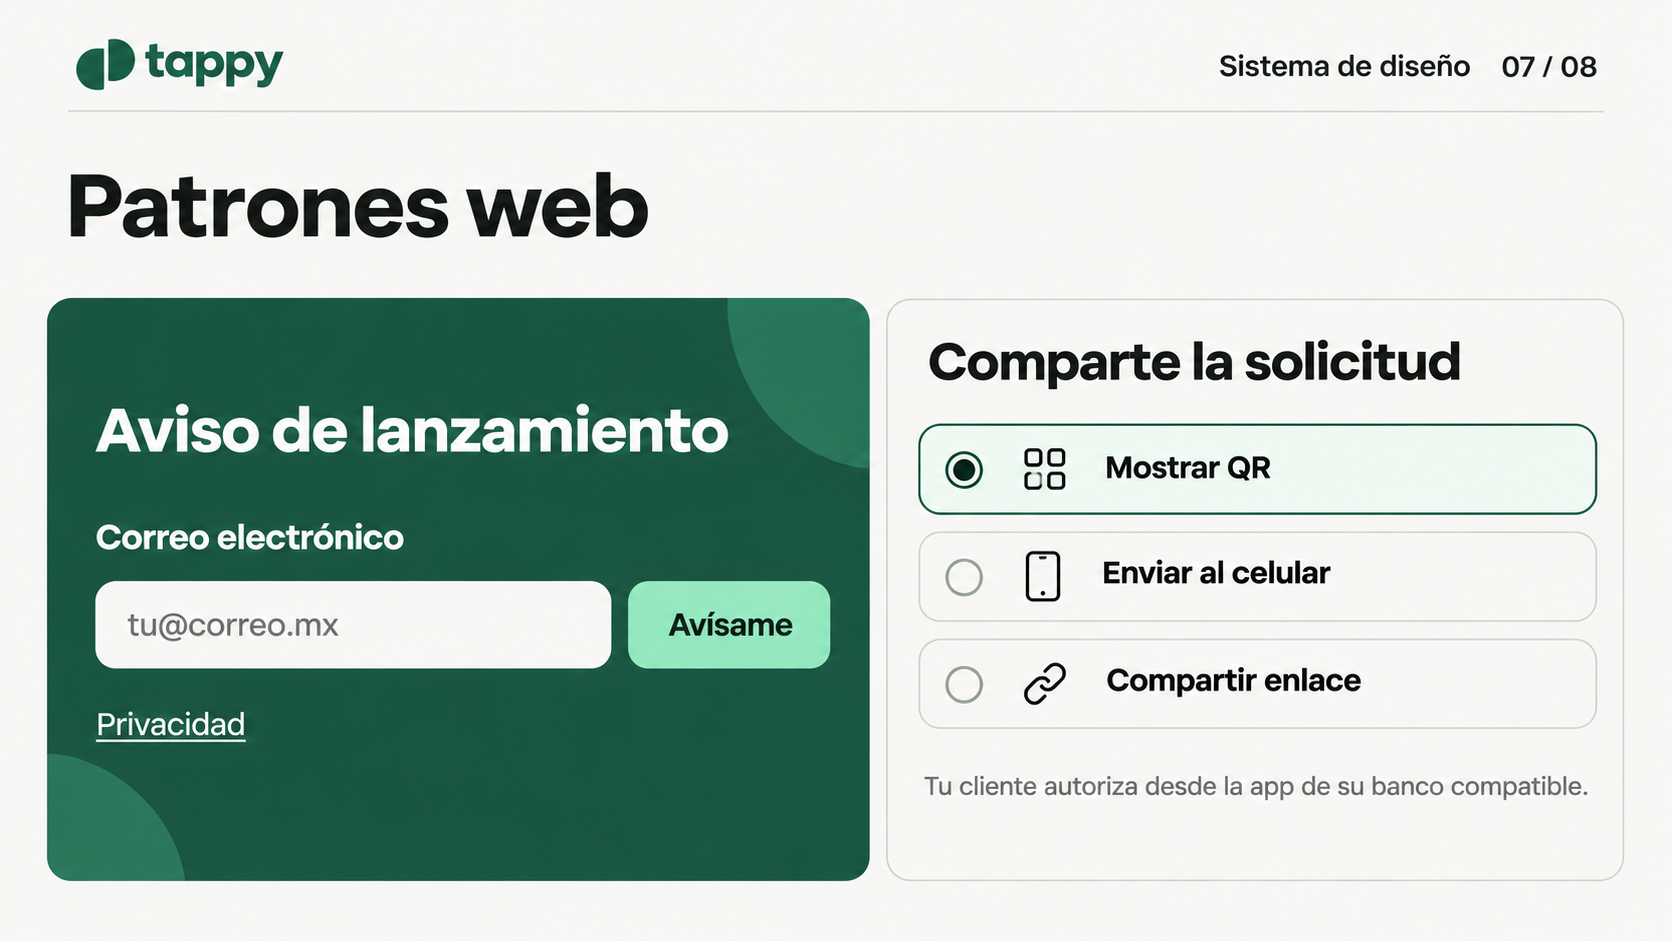 tappy
Sistema de diseño 07 / 08
Patrones web
Aviso de lanzamiento
Correo electrónico
tu@correo.mx
Avísame
Privacidad
Comparte la solicitud
Mostrar QR
Enviar al celular
Compartir enlace
Tu cliente autoriza desde la app de su banco compatible.